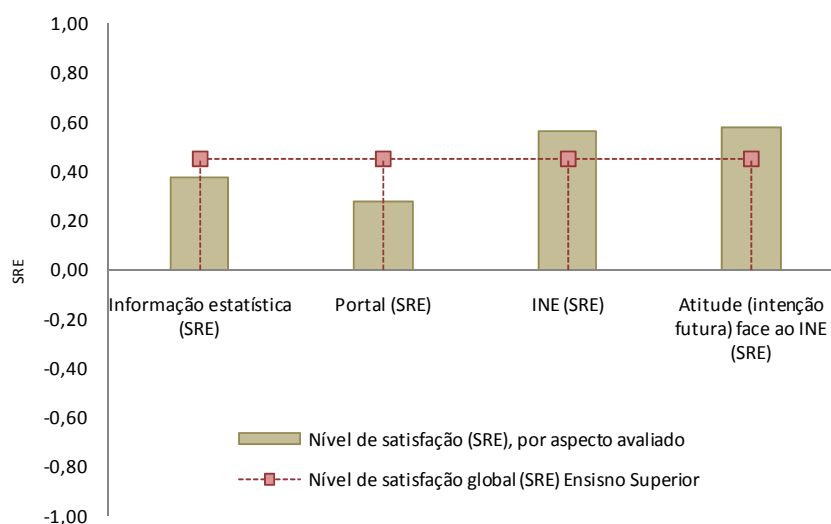 1,00
0,80
0,60
0,40
0,20
0,00
-0,20
-0,40
-0,60
-0,80
-1,00
SRE
Informação estatística
(SRE)
Portal (SRE)
INE (SRE)
Atitude (intenção
futura) face ao INE
(SRE)
Nível de satisfação (SRE), por aspecto avaliado
Nível de satisfação global (SRE) Ensisno Superior